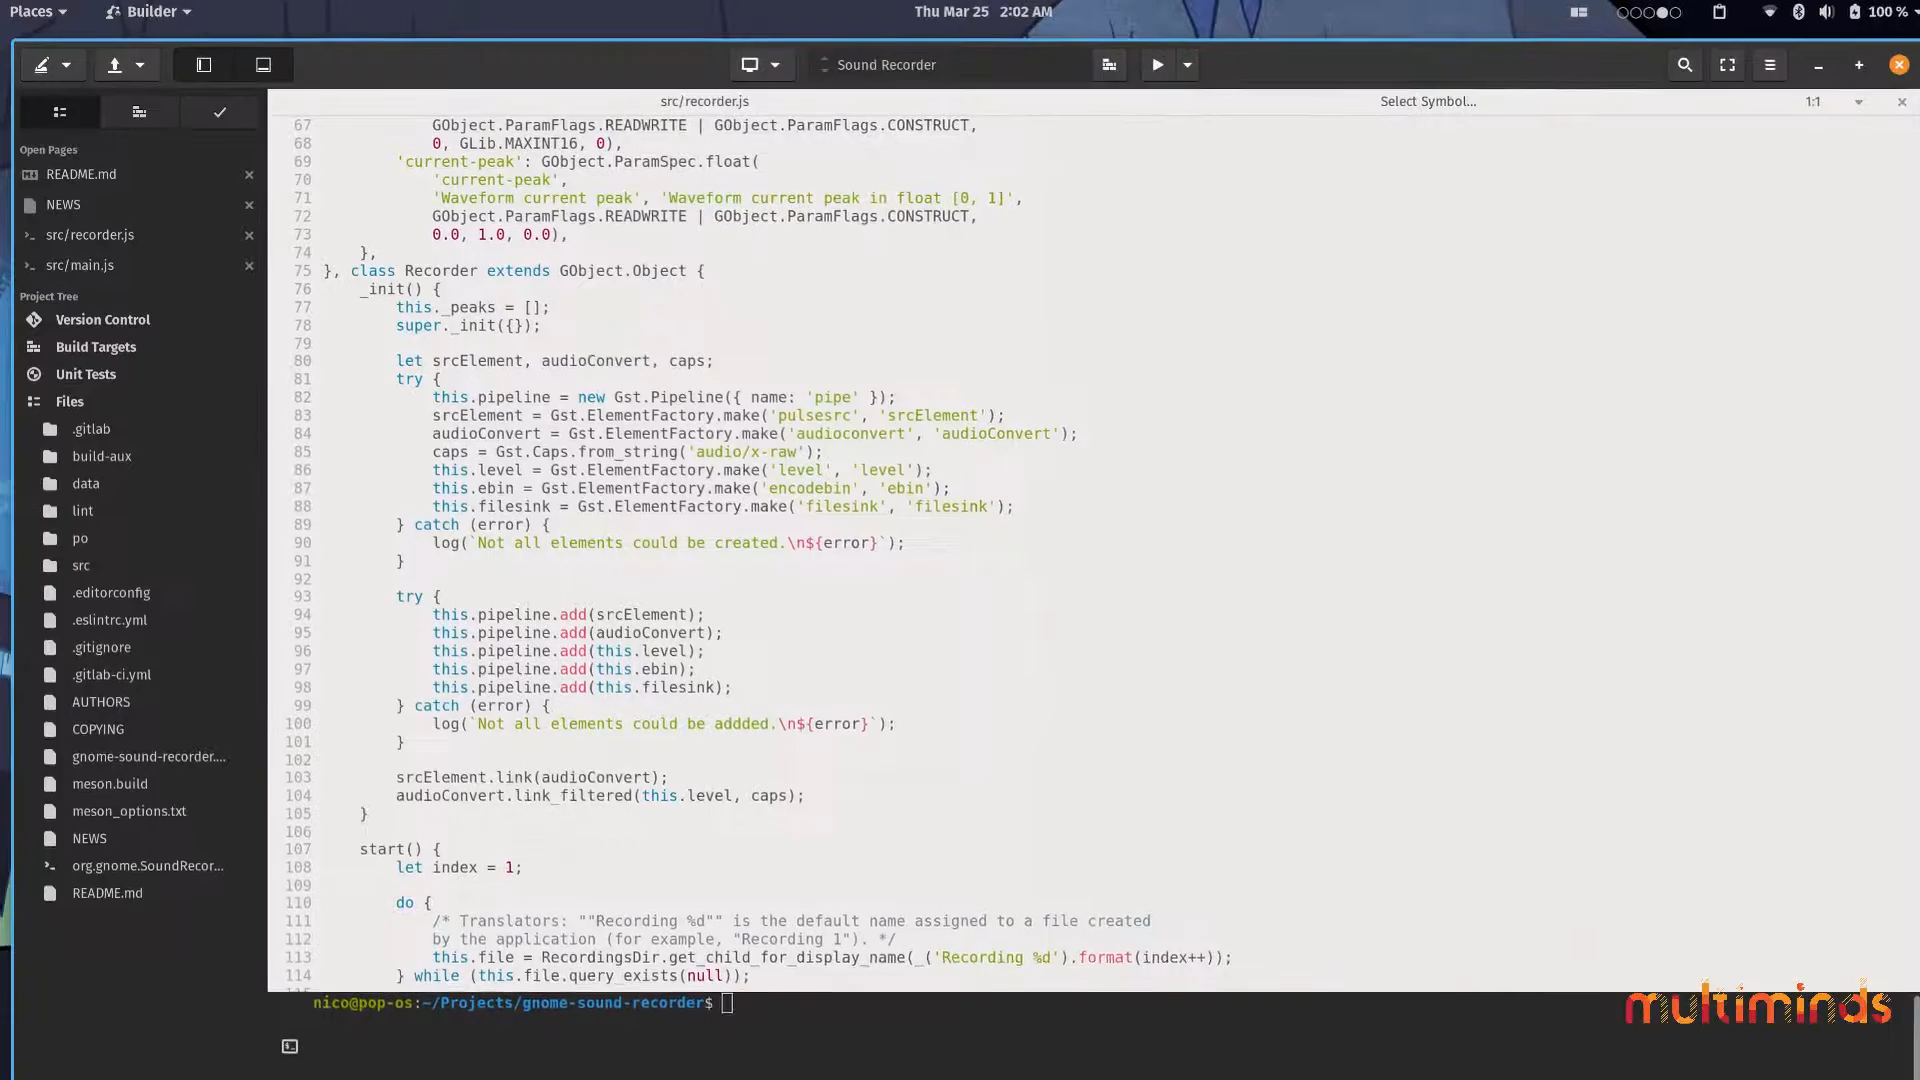 Places
Builder
Thu Mar 25 2:02 AM
100 %
Sound Recorder
src/recorder.js
Select Symbol...
1:1
Open Pages
README.md
NEWS
src/recorder.js
src/main.js
Project Tree
Version Control
Build Targets
Unit Tests
Files
.gitlab
build-aux
data
lint
po
src
.editorconfig
.eslintrc.yml
.gitignore
.gitlab-ci.yml
AUTHORS
COPYING
gnome-sound-recorder....
meson.build
meson_options.txt
NEWS
org.gnome.SoundRecor...
README.md
67 GObject.ParamFlags.READWRITE | GObject.ParamFlags.CONSTRUCT,
68 0, GLib.MAXINT16, 0),
69 'current-peak': GObject.ParamSpec.float(
70 'current-peak',
71 'Waveform current peak', 'Waveform current peak in float [0, 1]',
72 GObject.ParamFlags.READWRITE | GObject.ParamFlags.CONSTRUCT,
73 0.0, 1.0, 0.0),
74 },
75 }, class Recorder extends GObject.Object {
76 _init() {
77 this._peaks = [];
78 super._init({});
79
80 let srcElement, audioConvert, caps;
81 try {
82 this.pipeline = new Gst.Pipeline({ name: 'pipe' });
83 srcElement = Gst.ElementFactory.make('pulsesrc', 'srcElement');
84 audioConvert = Gst.ElementFactory.make('audioconvert', 'audioConvert');
85 caps = Gst.Caps.from_string('audio/x-raw');
86 this.level = Gst.ElementFactory.make('level', 'level');
87 this.ebin = Gst.ElementFactory.make('encodebin', 'ebin');
88 this.filesink = Gst.ElementFactory.make('filesink', 'filesink');
89 } catch (error) {
90 log(`Not all elements could be created.\n${error}`);
91 }
92
93 try {
94 this.pipeline.add(srcElement);
95 this.pipeline.add(audioConvert);
96 this.pipeline.add(this.level);
97 this.pipeline.add(this.ebin);
98 this.pipeline.add(this.filesink);
99 } catch (error) {
100 log(`Not all elements could be addded.\n${error}`);
101 }
102
103 srcElement.link(audioConvert);
104 audioConvert.link_filtered(this.level, caps);
105 }
106
107 start() {
108 let index = 1;
109
110 do {
111 /* Translators: ""Recording %d"" is the default name assigned to a file created
112 by the application (for example, "Recording 1"). */
113 this.file = RecordingsDir.get_child_for_display_name(_('Recording %d').format(index++));
114 } while (this.file.query_exists(null));
nico@pop-os:~/Projects/gnome-sound-recorder$
multiminds